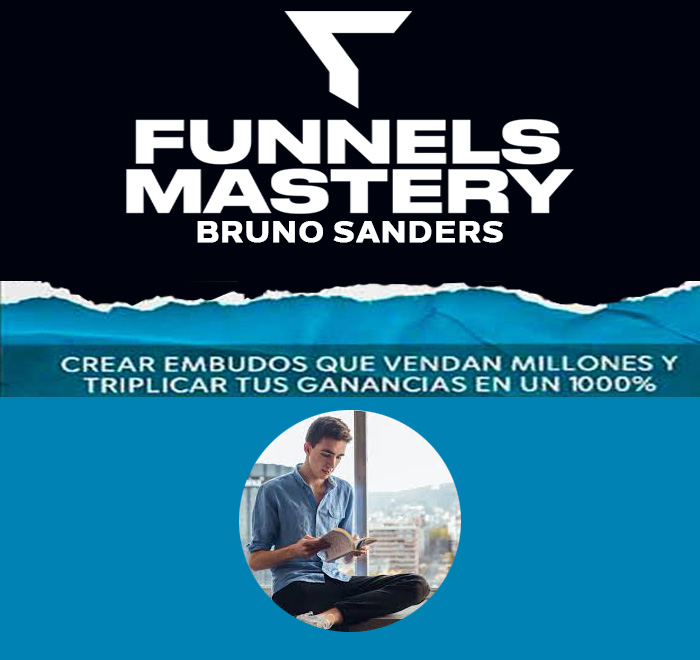 FUNNELS
MASTERY
BRUNO SANDERS
CREAR EMBUDOS QUE VENDAN MILLONES Y
TRIPLICAR TUS GANANCIAS EN UN 1000%